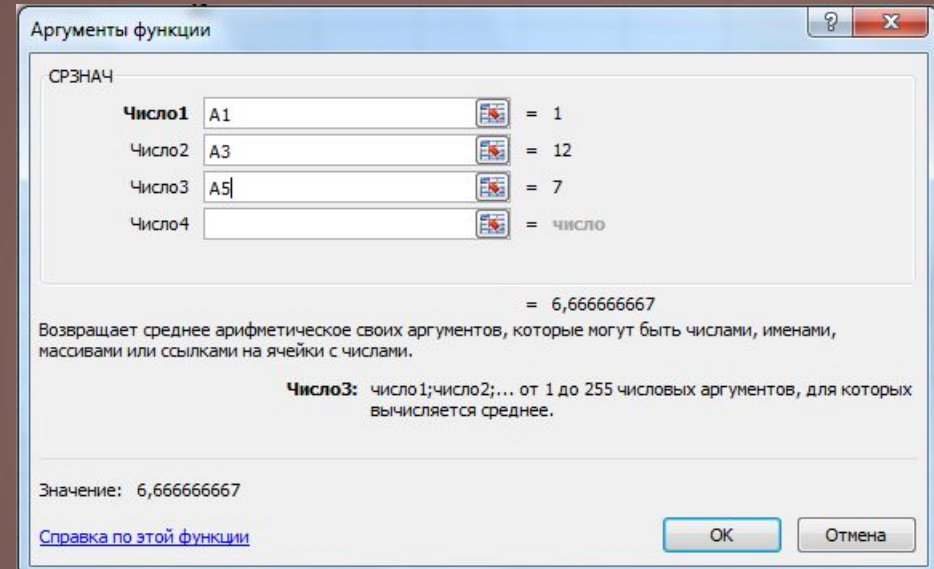 Аргументы функции
СРЗНАЧ
Число1 A1 = 1
Число2 A3 = 12
Число3 A5 = 7
Число4 = число
= 6,666666667
Возвращает среднее арифметическое своих аргументов, которые могут быть числами, именами,
массивами или ссылками на ячейки с числами.
Число3: число1;число2;... от 1 до 255 числовых аргументов, для которых
вычисляется среднее.
Значение: 6,666666667
Справка по этой функции
ОК
Отмена